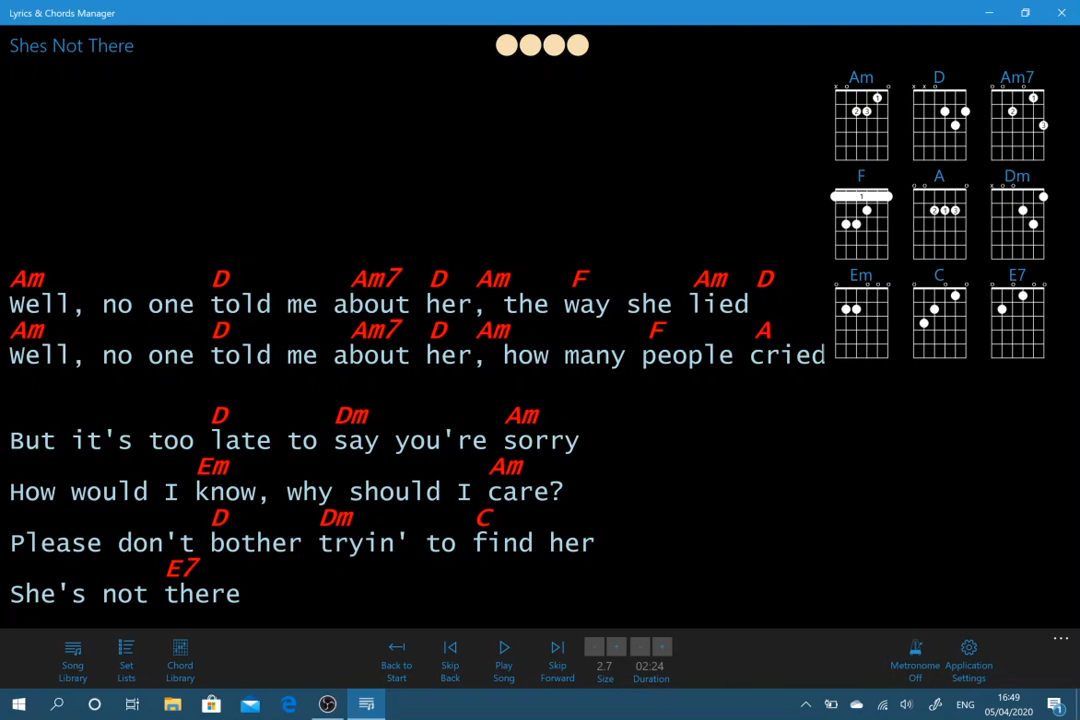 Lyrics & Chords Manager
Shes Not There
Am D Am7
F A Dm
Em C E7
Am D Am7 D Am F Am D
Well, no one told me about her, the way she lied
Am D Am7 D Am F A
Well, no one told me about her, how many people cried
D Dm Am
But it's too late to say you're sorry
Em Am
How would I know, why should I care?
D Dm C
Please don't bother tryin' to find her
E7
She's not there
Song Library
Set Lists
Chord Library
Back to Start
Skip Back
Play Song
Skip Forward
2.7
Size
02:24
Duration
Metronome Off
Application Settings
ENG
16:49
05/04/2020